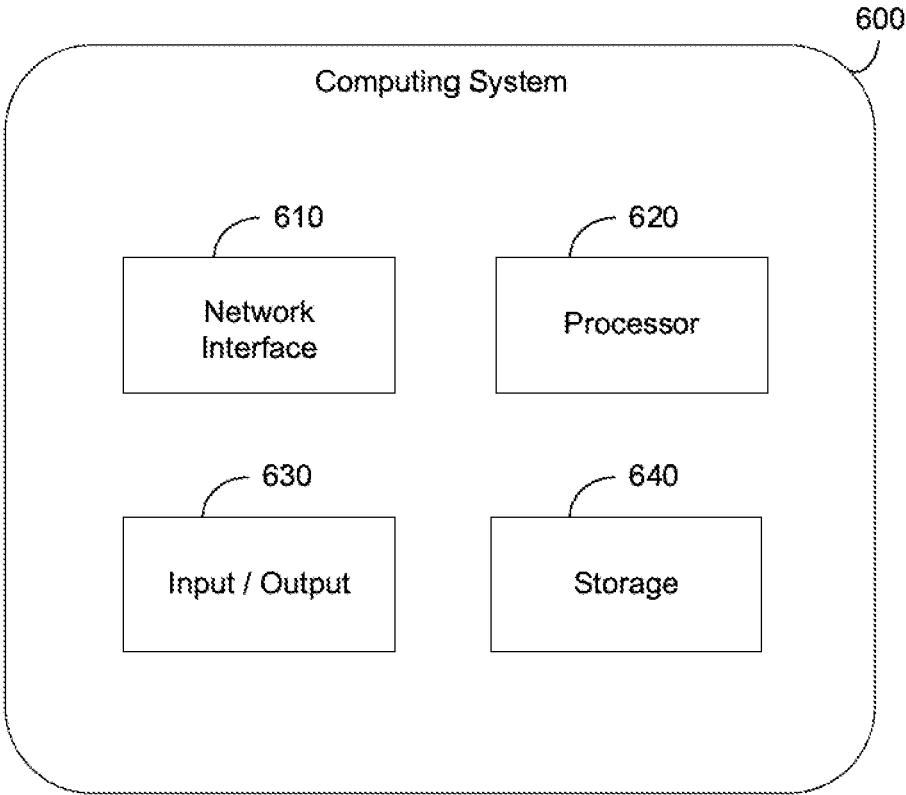 600
Computing System
610
620
Network
Interface
Processor
630
640
Input / Output
Storage